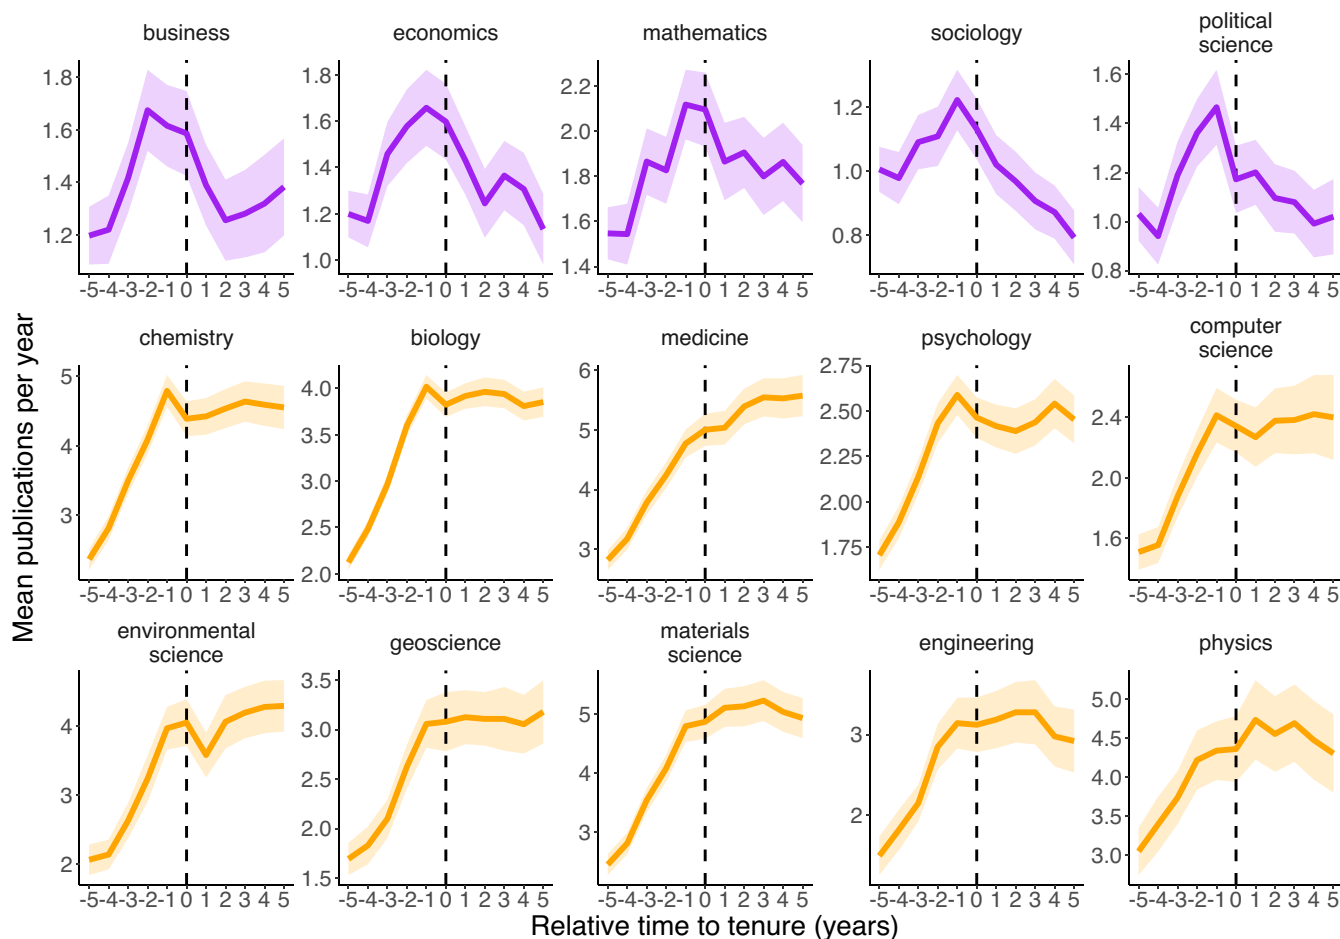 business economics mathematics sociology political
science
1.8 1.8 2.2 1.2 1.6
1.6 1.6 2.0 1.0 1.4
1.4 1.4 1.8 0.8 1.2
1.2 1.2 1.6 1.0
1.0 1.4 0.8
-5-4-3-2-1 0 1 2 3 4 5 -5-4-3-2-1 0 1 2 3 4 5 -5-4-3-2-1 0 1 2 3 4 5 -5-4-3-2-1 0 1 2 3 4 5 -5-4-3-2-1 0 1 2 3 4 5
Mean publications per year
chemistry biology medicine psychology computer
science
5 4.0 6 2.75 2.4
4 3.5 5 2.50 2.0
3 3.0 4 2.25 1.6
2.5 3 2.00
2.0 1.75
-5-4-3-2-1 0 1 2 3 4 5 -5-4-3-2-1 0 1 2 3 4 5 -5-4-3-2-1 0 1 2 3 4 5 -5-4-3-2-1 0 1 2 3 4 5 -5-4-3-2-1 0 1 2 3 4 5
environmental geoscience materials engineering physics
science science
4 3.5 5 3 5.0
3 3.0 4 2 4.5
2 2.5 3 4.0
2.0 3.5
1.5 3.0
-5-4-3-2-1 0 1 2 3 4 5 -5-4-3-2-1 0 1 2 3 4 5 -5-4-3-2-1 0 1 2 3 4 5 -5-4-3-2-1 0 1 2 3 4 5 -5-4-3-2-1 0 1 2 3 4 5
Relative time to tenure (years)